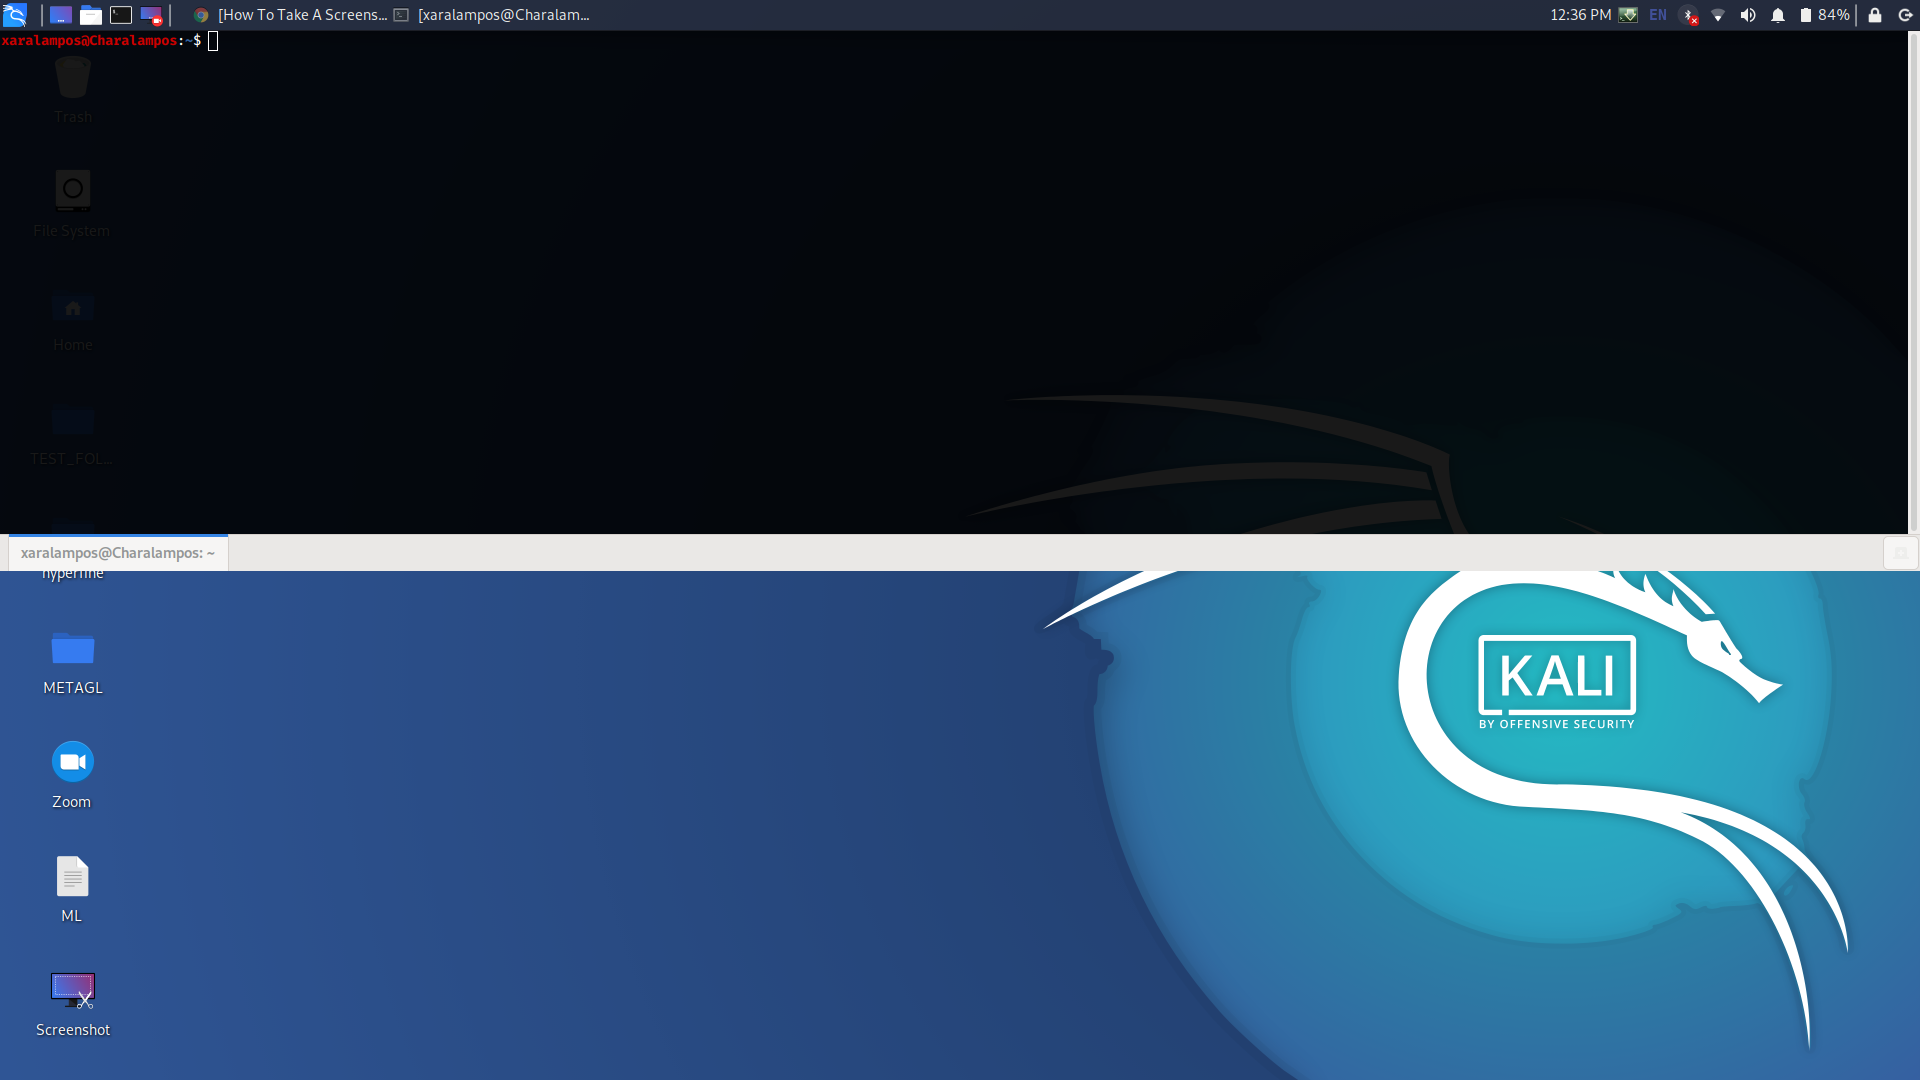 [How To Take A Screens... [xaralampos@Charalam... 12:36 PM EN 84%
xaralampos@Charalampos:~$
Trash
File System
Home
TEST_FOL...
xaralampos@Charalampos: ~
hyperfine
METAGL
KALI
BY OFFENSIVE SECURITY
Zoom
ML
Screenshot